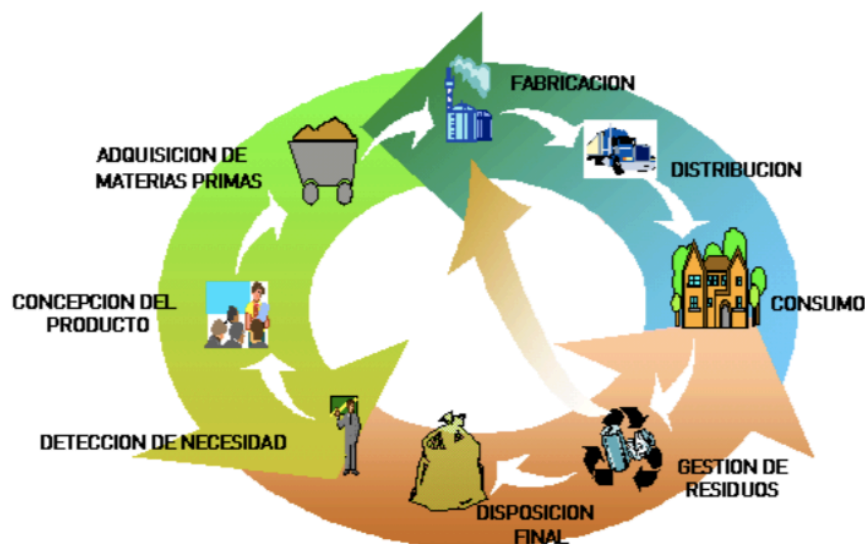 FABRICACION
ADQUISICION DE
MATERIAS PRIMAS
DISTRIBUCION
CONCEPCION DEL
PRODUCTO
CONSUMO
DETECCION DE NECESIDAD
GESTION DE
RESIDUOS
DISPOSICION
FINAL